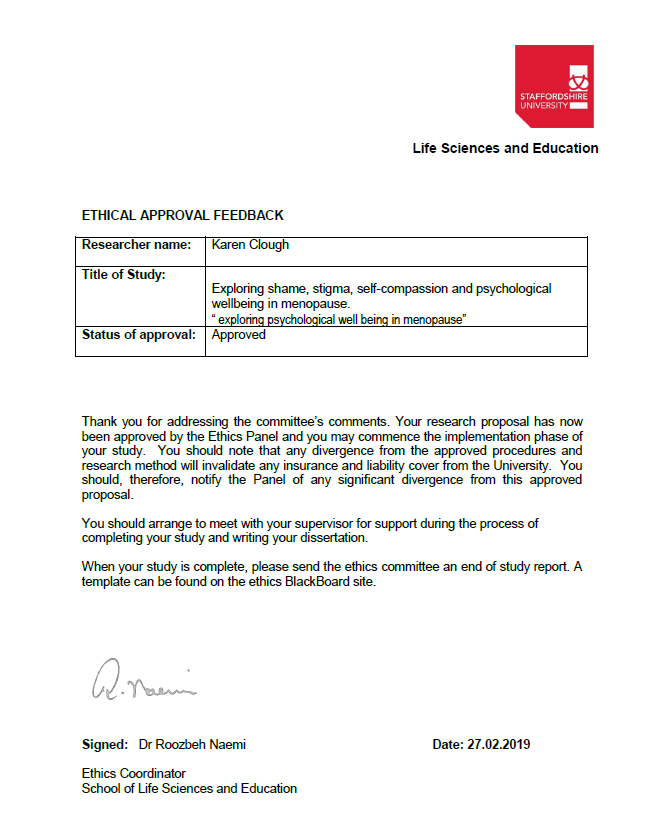 STAFFORDSHIRE
UNIVERSITY
Life Sciences and Education
ETHICAL APPROVAL FEEDBACK
Researcher name: Karen Clough
Title of Study:
Exploring shame, stigma, self-compassion and psychological
wellbeing in menopause.
“ exploring psychological well being in menopause”
Status of approval: Approved
Thank you for addressing the committee’s comments. Your research proposal has now
been approved by the Ethics Panel and you may commence the implementation phase of
your study. You should note that any divergence from the approved procedures and
research method will invalidate any insurance and liability cover from the University. You
should, therefore, notify the Panel of any significant divergence from this approved
proposal.
You should arrange to meet with your supervisor for support during the process of
completing your study and writing your dissertation.
When your study is complete, please send the ethics committee an end of study report. A
template can be found on the ethics BlackBoard site.
R. Naemi
Signed: Dr Roozbeh Naemi Date: 27.02.2019
Ethics Coordinator
School of Life Sciences and Education